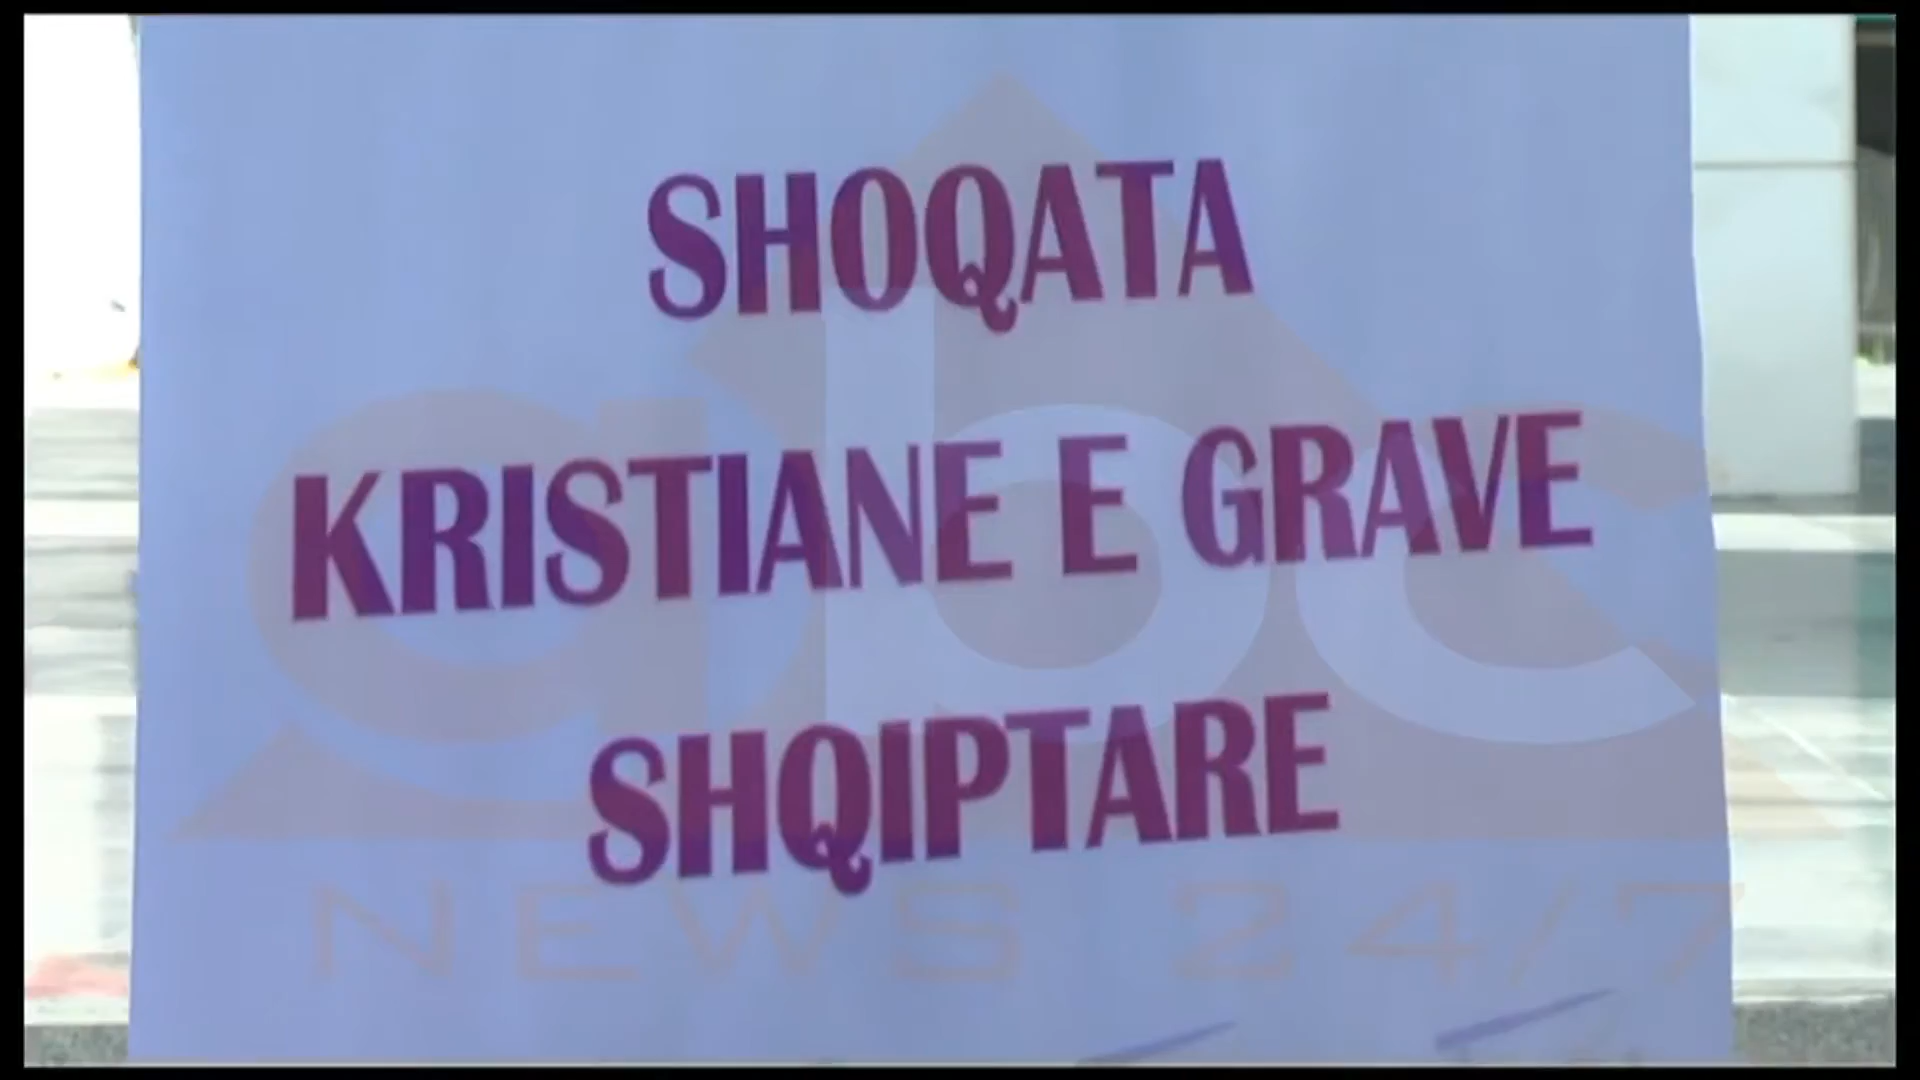 SHOQATA
KRISTIANE E GRAVE
SHQIPTARE
abc
NEWS 24/7